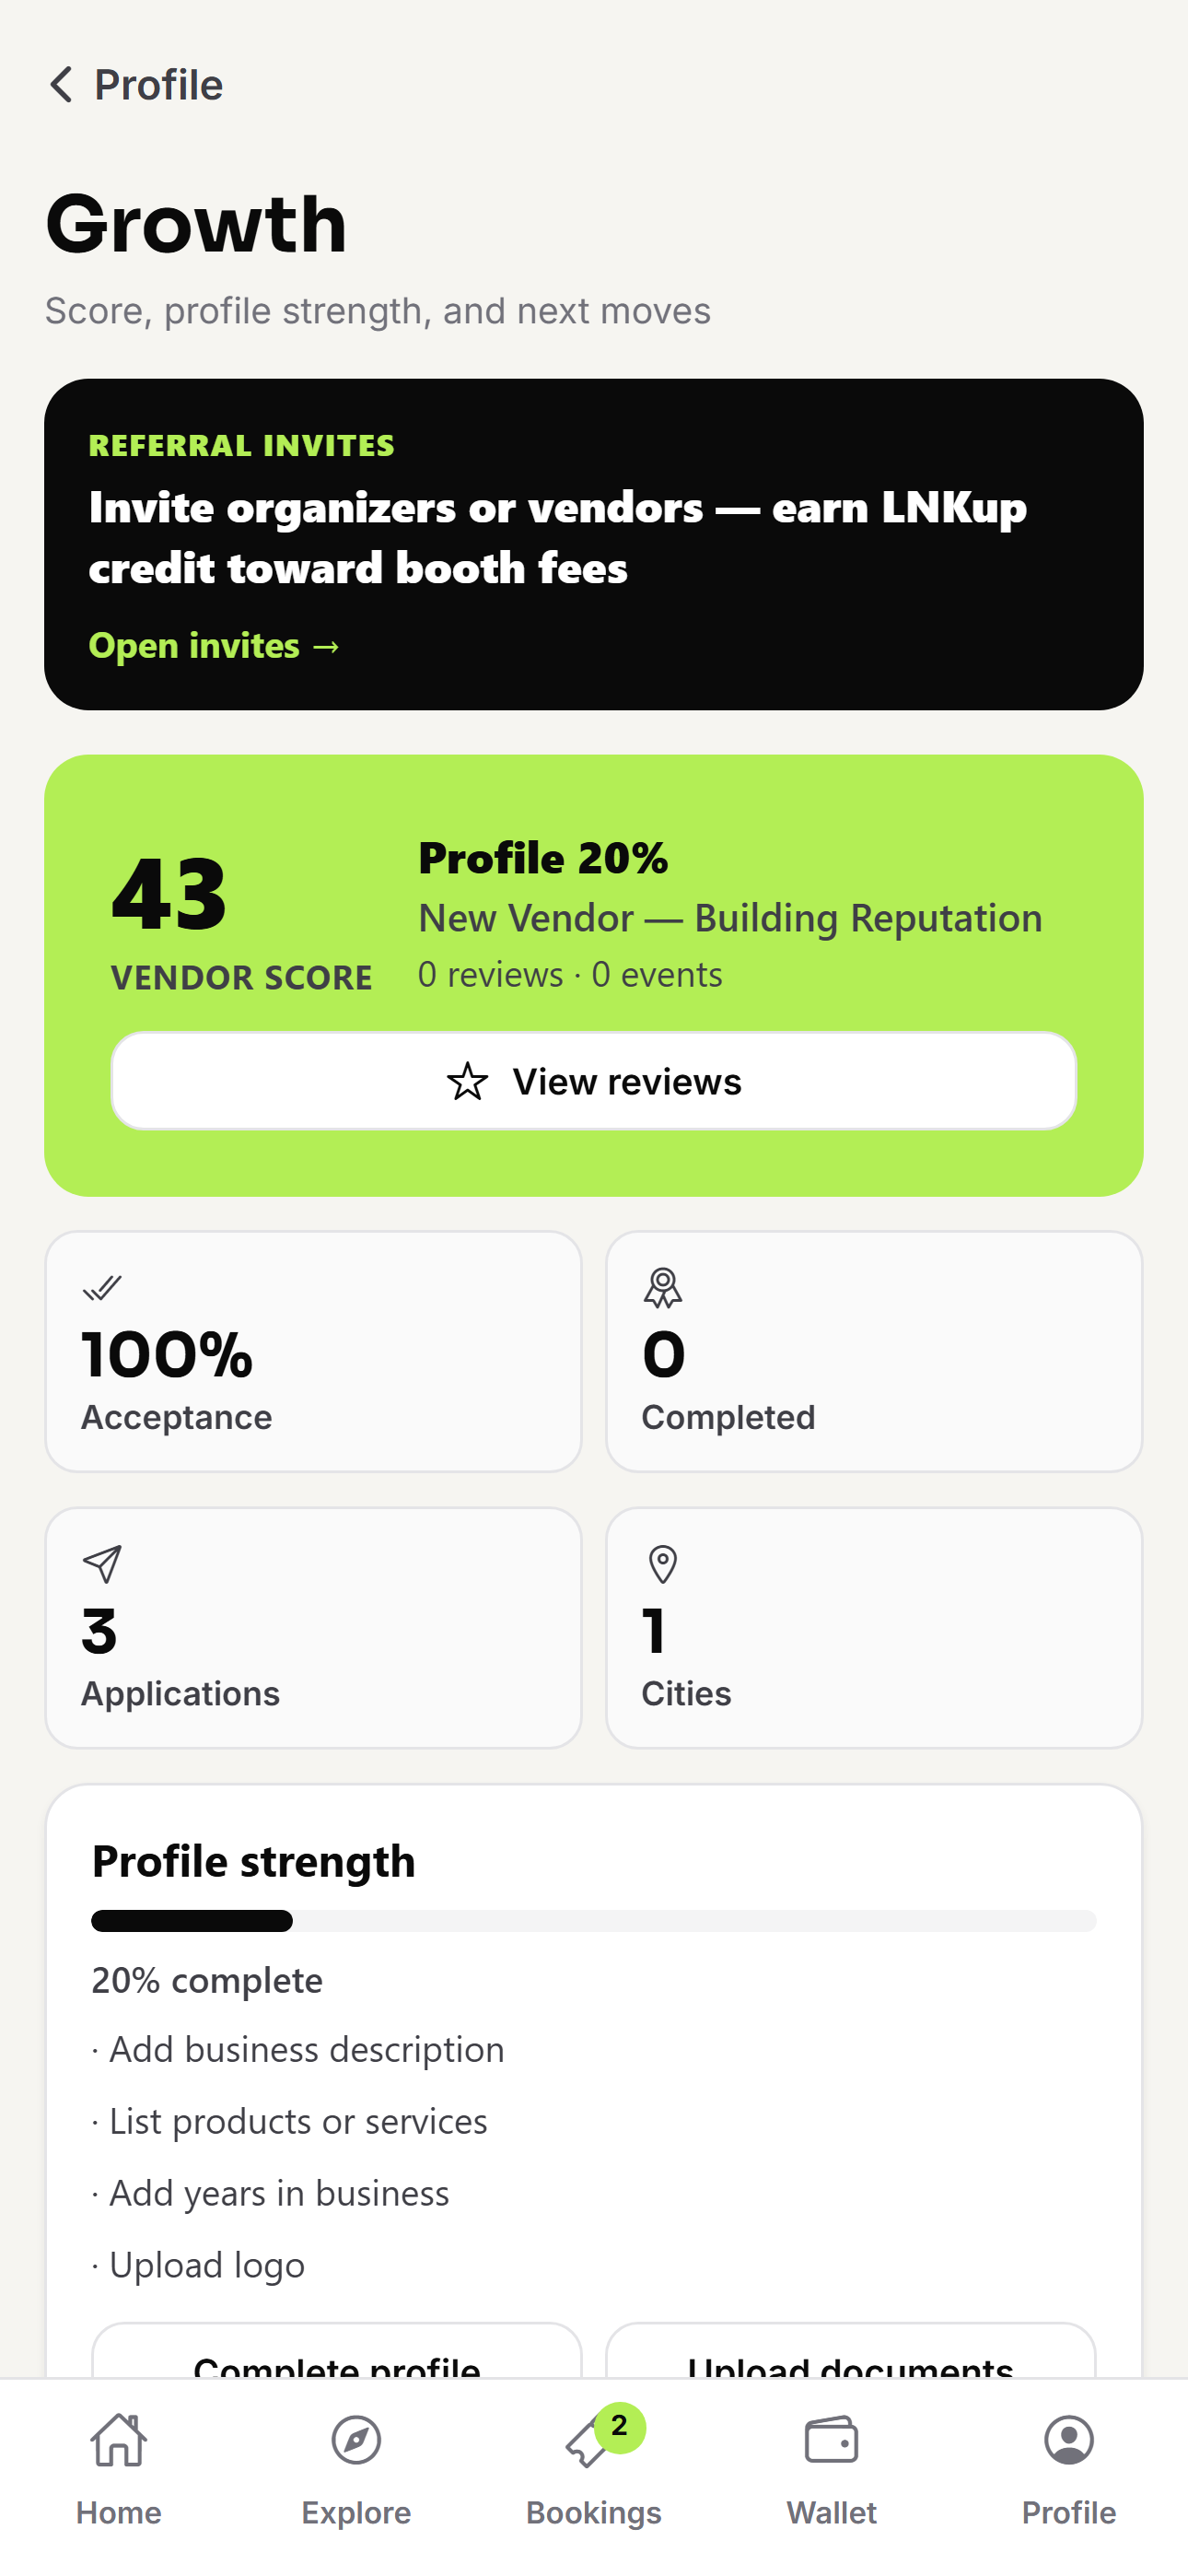 Profile
Growth
Score, profile strength, and next moves
REFERRAL INVITES
Invite organizers or vendors — earn LNKup
credit toward booth fees
Open invites →
43
VENDOR SCORE
Profile 20%
New Vendor — Building Reputation
0 reviews · 0 events
View reviews
100%
Acceptance
0
Completed
3
Applications
1
Cities
Profile strength
20% complete
· Add business description
· List products or services
· Add years in business
· Upload logo
Complete profile
Upload documents
2
Home
Explore
Bookings
Wallet
Profile